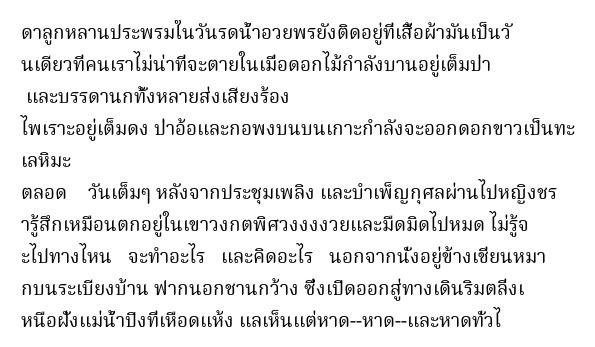 ดาลูกหลานประพรมในวันรดน้ำอวยพรยังติดอยู่ที่เสื้อผ้ามันเป็นวั
นเดียวที่คนเราไม่น่าที่จะตายในเมื่อดอกไม้กำลังบานอยู่เต็มป่า
และบรรดานกทั้งหลายส่งเสียงร้อง
ไพเราะอยู่เต็มดง ป่าอ้อและกอพงบนบนเกาะกำลังจะออกดอกขาวเป็นทะ
เลหิมะ
ตลอด วันเต็มๆ หลังจากประชุมเพลิง และบำเพ็ญกุศลผ่านไปหญิงชร
ารู้สึกเหมือนตกอยู่ในเขาวงกตพิศวงงงงวยและมืดมิดไปหมด ไม่รู้จ
ะไปทางไหน จะทำอะไร และคิดอะไร นอกจากนั่งอยู่ข้างเชี่ยนหมา
กบนระเบียงบ้าน ฟากนอกชานกว้าง ซึ่งเปิดออกสู่ทางเดินริมตลิ่งเ
หนือฝั่งแม่น้ำปิงที่เหือดแห้ง แลเห็นแต่หาด--หาด--และหาดทั่วไ